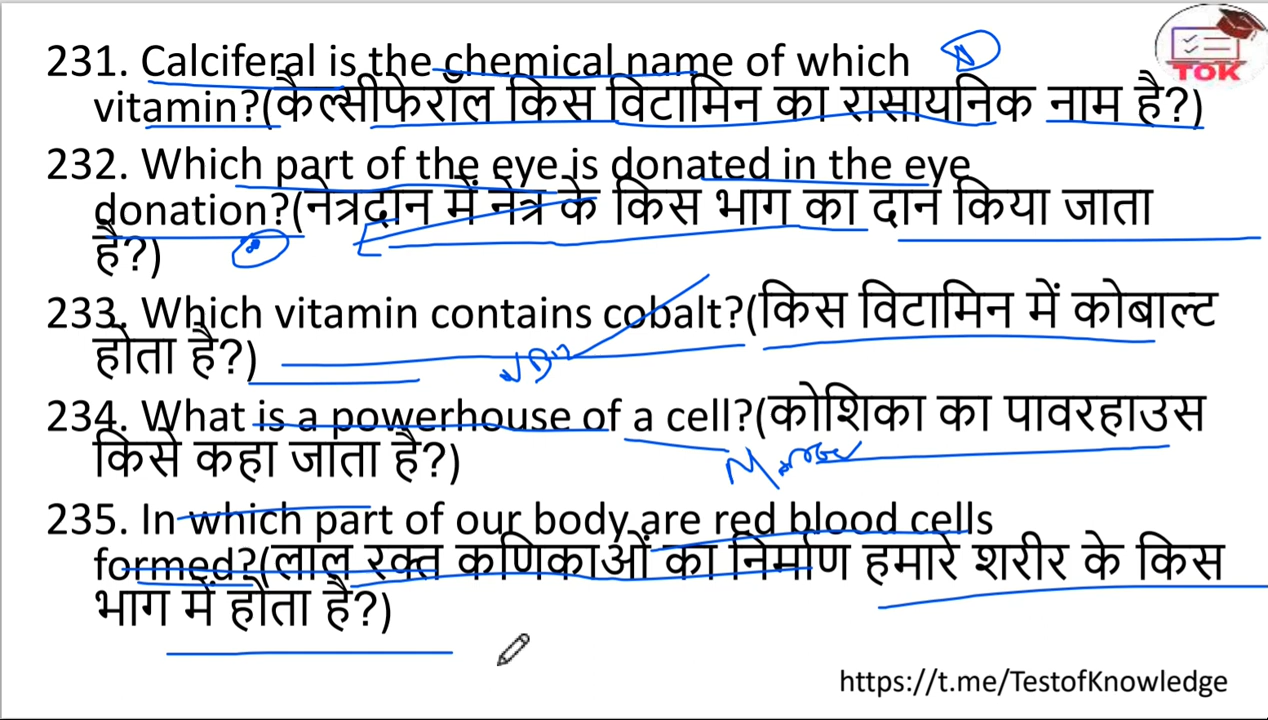 TOK
231. Calciferal is the chemical name of which
vitamin?(कैल्सीफेरॉल किस विटामिन का रासायनिक नाम है?)
232. Which part of the eye is donated in the eye
donation?(नेत्रदान में नेत्र के किस भाग का दान किया जाता
है?)
233. Which vitamin contains cobalt?(किस विटामिन में कोबाल्ट
होता है?)
234. What is a powerhouse of a cell?(कोशिका का पावरहाउस
किसे कहा जाता है?)
235. In which part of our body are red blood cells
formed?(लाल रक्त कणिकाओं का निर्माण हमारे शरीर के किस
भाग में होता है?)
https://t.me/TestofKnowledge